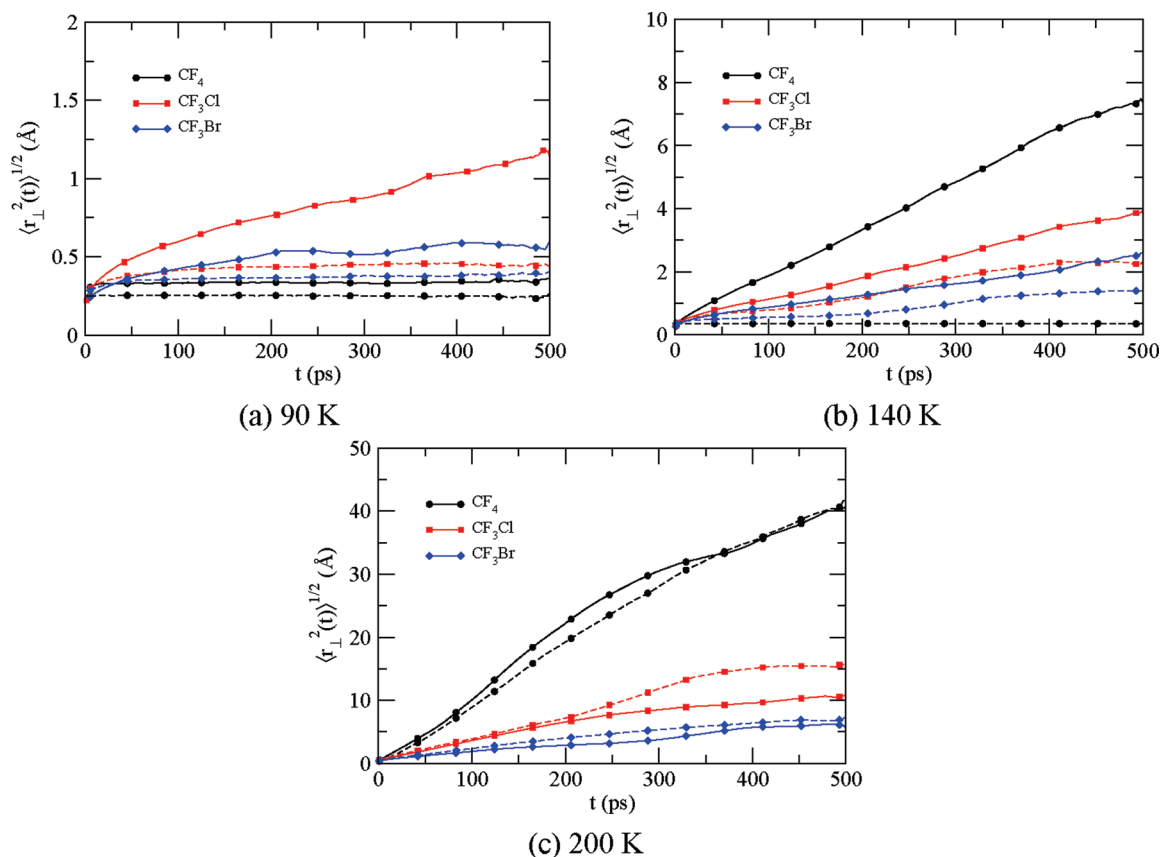 2
1.5
1
0.5
0
⟨r⊥²(t)⟩^1/2 (Å)
CF4
CF3Cl
CF3Br
0 100 200 300 400 500
t (ps)
(a) 90 K
10
8
6
4
2
0
⟨r⊥²(t)⟩^1/2 (Å)
CF4
CF3Cl
CF3Br
0 100 200 300 400 500
t (ps)
(b) 140 K
50
40
30
20
10
0
⟨r⊥²(t)⟩^1/2 (Å)
CF4
CF3Cl
CF3Br
0 100 200 300 400 500
t (ps)
(c) 200 K